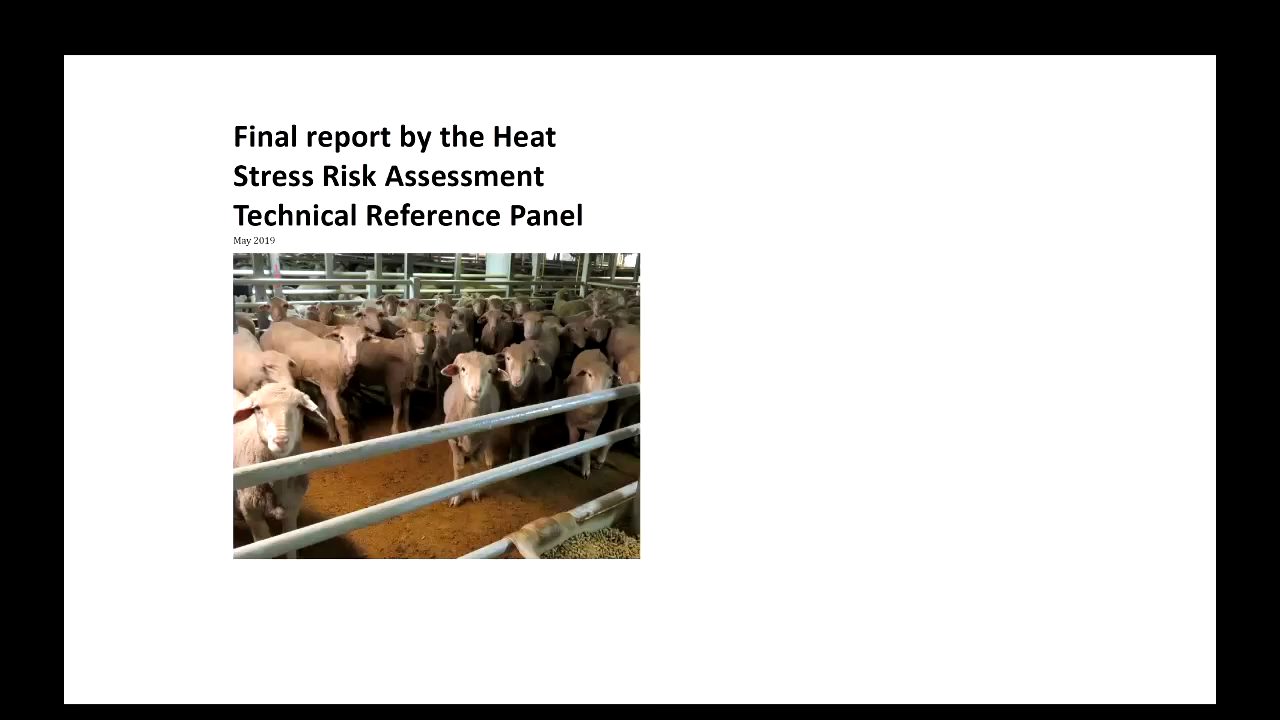 Final report by the Heat
Stress Risk Assessment
Technical Reference Panel
May 2019